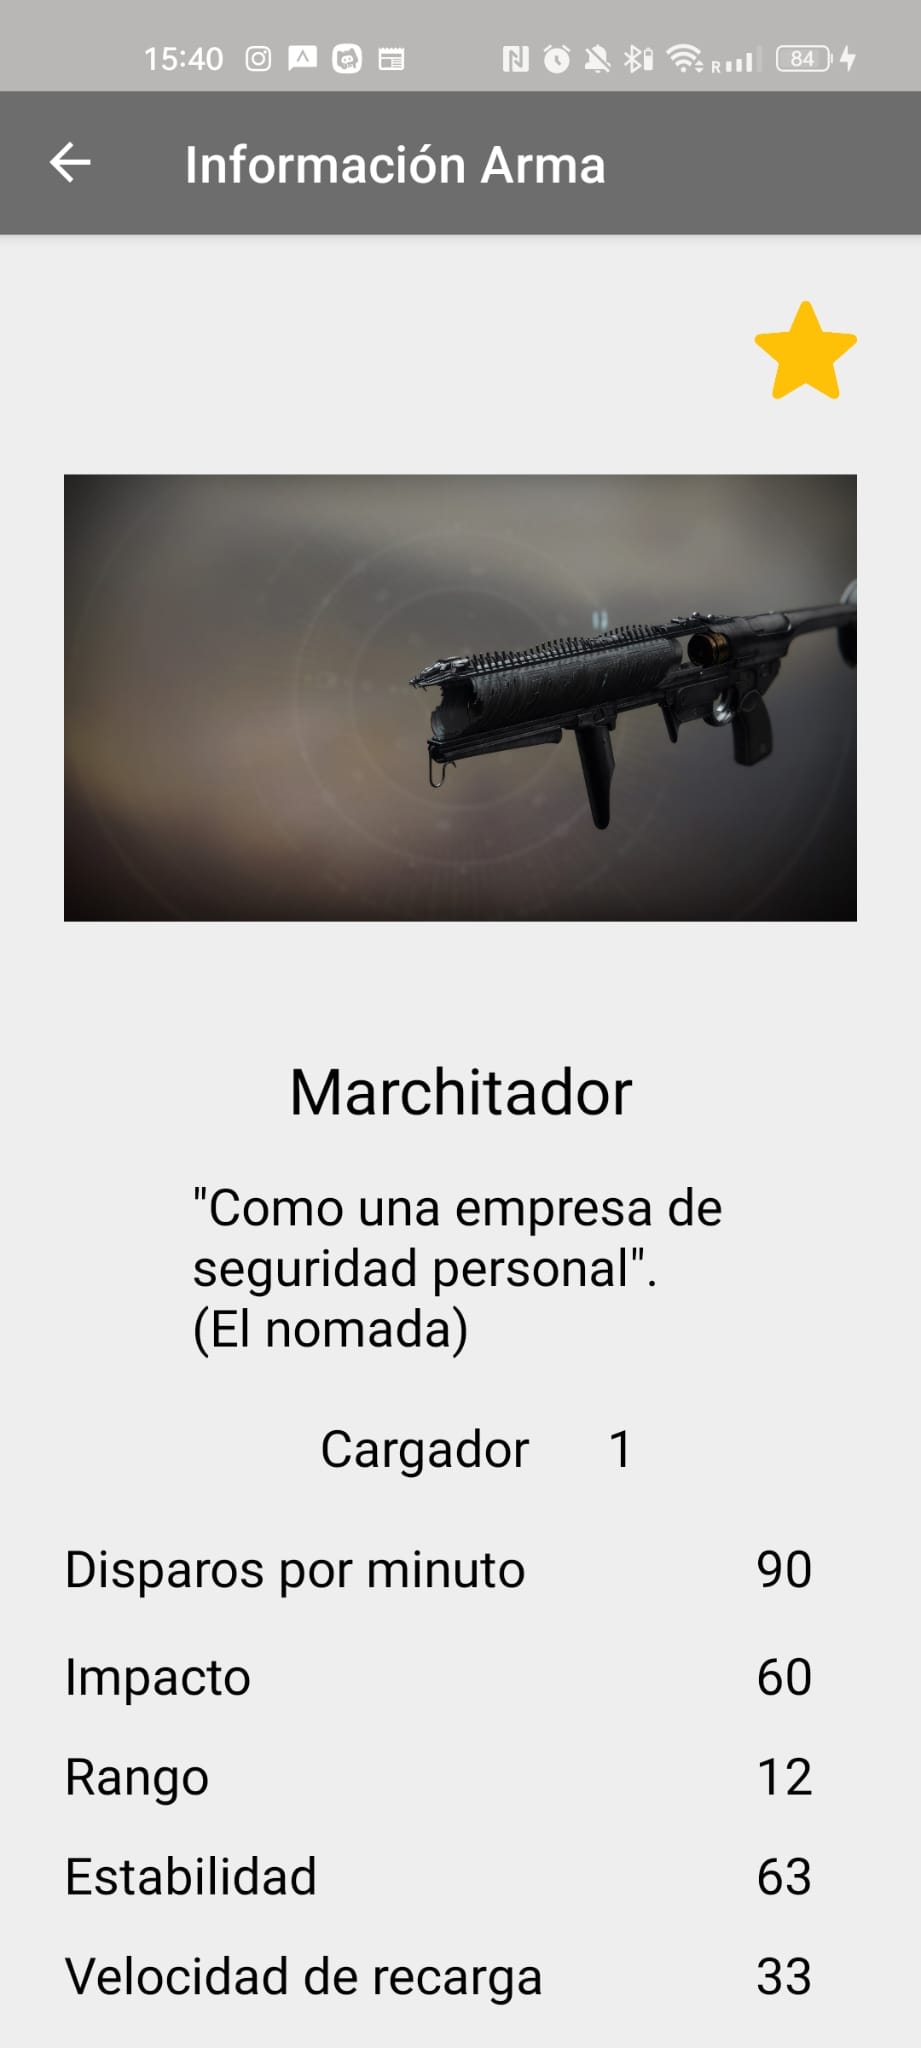 15:40
R
84
Información Arma
Marchitador
"Como una empresa de
seguridad personal".
(El nomada)
Cargador 1
Disparos por minuto 90
Impacto 60
Rango 12
Estabilidad 63
Velocidad de recarga 33